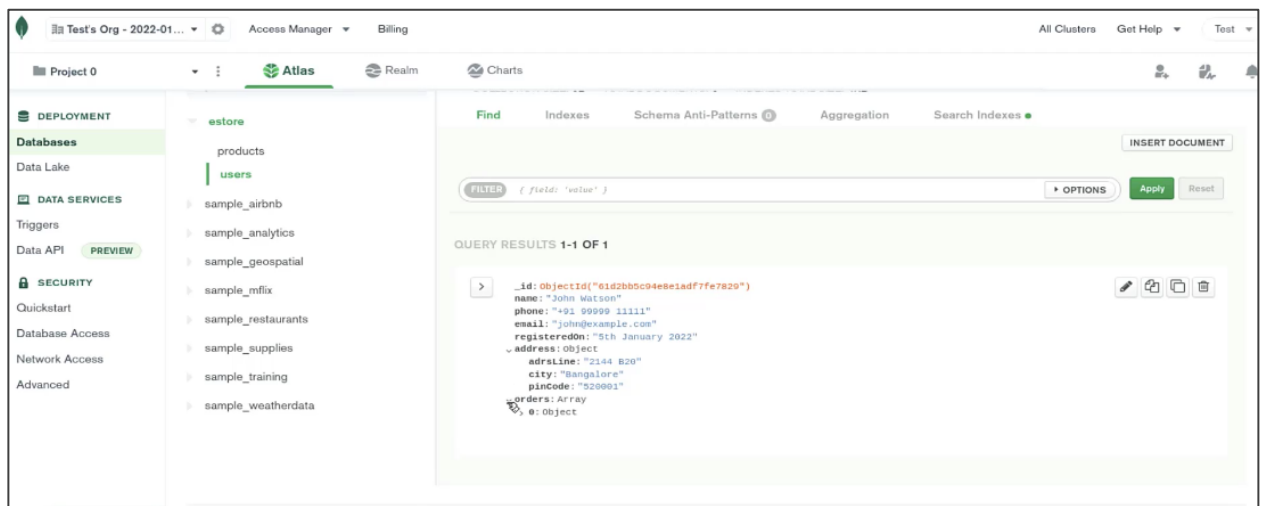 Test's Org - 2022-01... Access Manager Billing All Clusters Get Help Test
Project 0 Atlas Realm Charts
DEPLOYMENT
Databases
Data Lake
DATA SERVICES
Triggers
Data API PREVIEW
SECURITY
Quickstart
Database Access
Network Access
Advanced
estore
products
users
sample_airbnb
sample_analytics
sample_geospatial
sample_mflix
sample_restaurants
sample_supplies
sample_training
sample_weatherdata
Find Indexes Schema Anti-Patterns 0 Aggregation Search Indexes
INSERT DOCUMENT
FILTER { field: 'value' } OPTIONS Apply Reset
QUERY RESULTS 1-1 OF 1
_id: ObjectId("61d2bb5c94e8e1adf7fe7829")
name: "John Watson"
phone: "+91 99999 11111"
email: "john@example.com"
registeredOn: "5th January 2022"
address: Object
adrsLine: "2144 B20"
city: "Bangalore"
pinCode: "520001"
orders: Array
0: Object